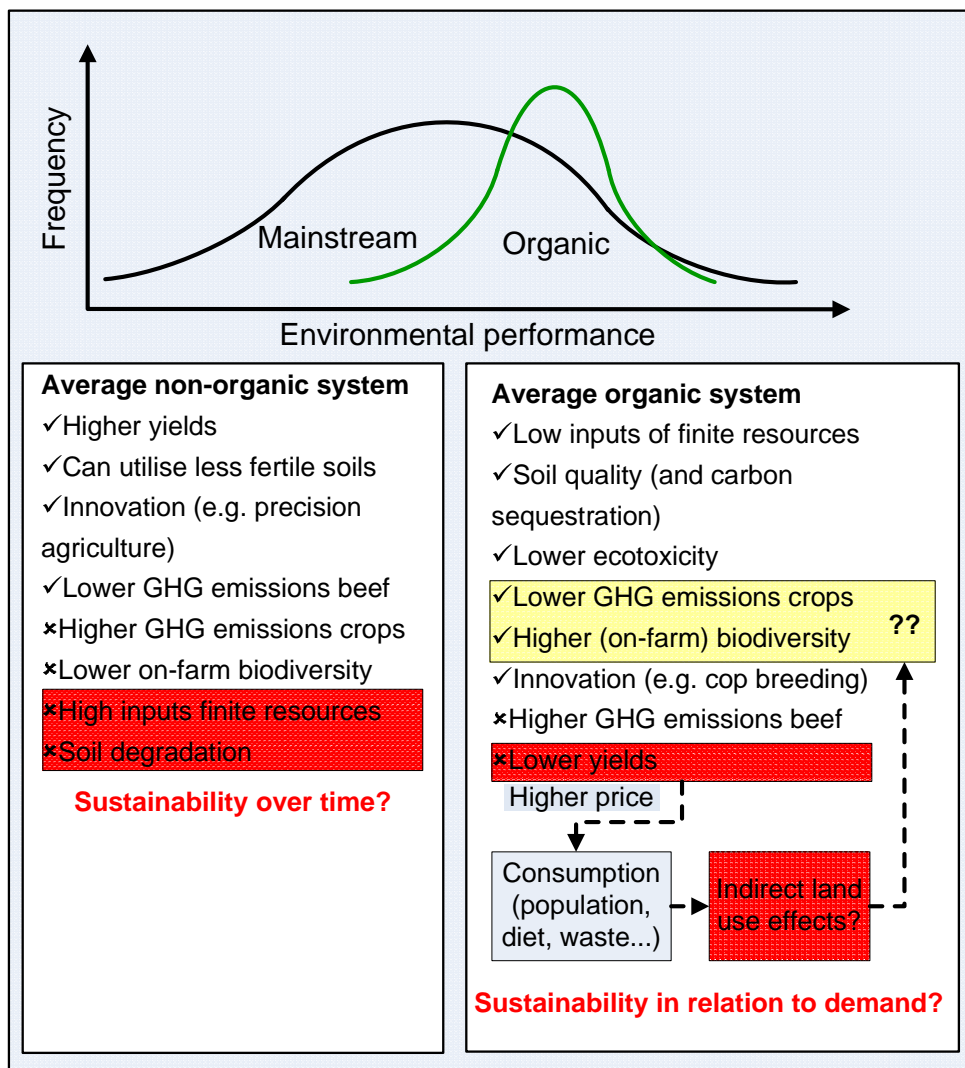 Frequency
Mainstream
Organic
Environmental performance
Average non-organic system
✓Higher yields
✓Can utilise less fertile soils
✓Innovation (e.g. precision
agriculture)
✓Lower GHG emissions beef
×Higher GHG emissions crops
×Lower on-farm biodiversity
×High inputs finite resources
×Soil degradation
Sustainability over time?
Average organic system
✓Low inputs of finite resources
✓Soil quality (and carbon
sequestration)
✓Lower ecotoxicity
✓Lower GHG emissions crops
✓Higher (on-farm) biodiversity
??
✓Innovation (e.g. cop breeding)
×Higher GHG emissions beef
×Lower yields
Higher price
Consumption
(population,
diet, waste...)
Indirect land
use effects?
Sustainability in relation to demand?